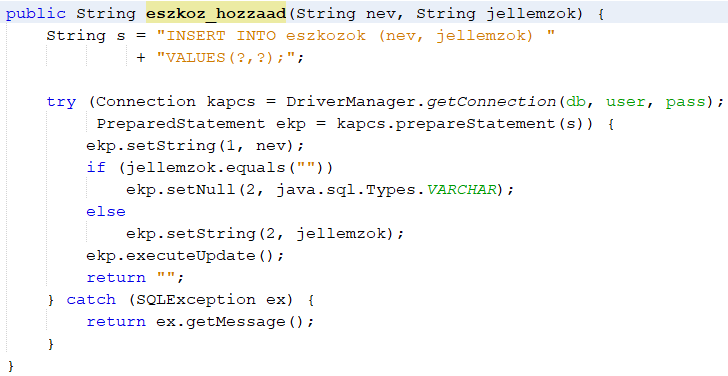 public String eszkoz_hozzaad(String nev, String jellemzok) {
    String s = "INSERT INTO eszkozok (nev, jellemzok) "
             + "VALUES(?,?);";

    try (Connection kapcs = DriverManager.getConnection(db, user, pass);
         PreparedStatement ekp = kapcs.prepareStatement(s)) {
        ekp.setString(1, nev);
        if (jellemzok.equals(""))
            ekp.setNull(2, java.sql.Types.VARCHAR);
        else
            ekp.setString(2, jellemzok);
        ekp.executeUpdate();
        return "";
    } catch (SQLException ex) {
        return ex.getMessage();
    }
}